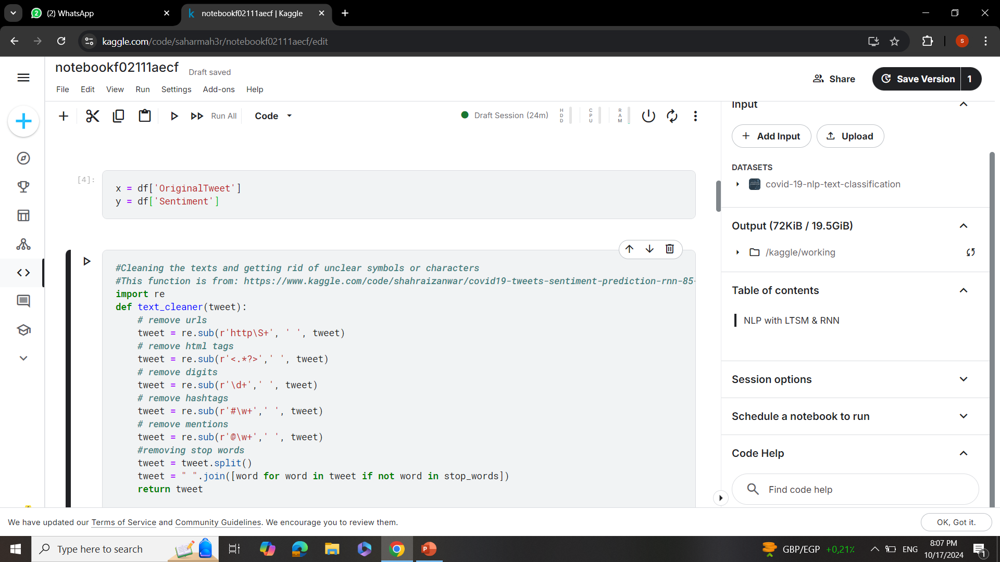 (2) WhatsApp
notebookf02111aecf | Kaggle
kaggle.com/code/saharmah3r/notebookf02111aecf/edit
S
notebookf02111aecf
Draft saved
File Edit View Run Settings Add-ons Help
Share
Save Version 1
Run All
Code
Draft Session (24m)
HDD
CPU
RAM
[4]:
x = df['OriginalTweet']
y = df['Sentiment']
#Cleaning the texts and getting rid of unclear symbols or characters
#This function is from: https://www.kaggle.com/code/shahraizanwar/covid19-tweets-sentiment-prediction-rnn-85-
import re
def text_cleaner(tweet):
# remove urls
tweet = re.sub(r'http\S+', ' ', tweet)
# remove html tags
tweet = re.sub(r'<.*?>',' ', tweet)
# remove digits
tweet = re.sub(r'\d+',' ', tweet)
# remove hashtags
tweet = re.sub(r'#\w+',' ', tweet)
# remove mentions
tweet = re.sub(r'@\w+',' ', tweet)
#removing stop words
tweet = tweet.split()
tweet = " ".join([word for word in tweet if not word in stop_words])
return tweet
Input
Add Input
Upload
DATASETS
covid-19-nlp-text-classification
Output (72KiB / 19.5GiB)
/kaggle/working
Table of contents
NLP with LTSM & RNN
Session options
Schedule a notebook to run
Code Help
Find code help
We have updated our Terms of Service and Community Guidelines. We encourage you to review them.
OK, Got it.
Type here to search
GBP/EGP +0,21%
ENG
8:07 PM
10/17/2024
1